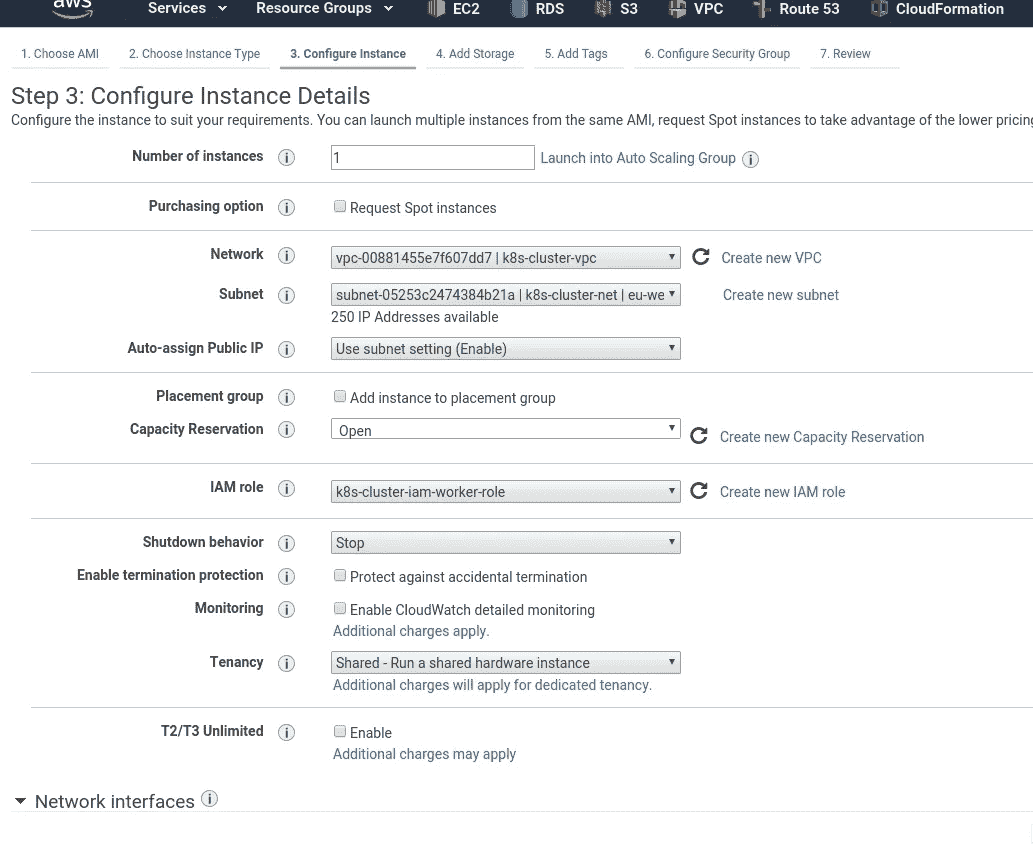 aws Services Resource Groups EC2 RDS S3 VPC Route 53 CloudFormation
1. Choose AMI 2. Choose Instance Type 3. Configure Instance 4. Add Storage 5. Add Tags 6. Configure Security Group 7. Review
Step 3: Configure Instance Details
Configure the instance to suit your requirements. You can launch multiple instances from the same AMI, request Spot instances to take advantage of the lower pricing
Number of instances i 1 Launch into Auto Scaling Group i
Purchasing option i Request Spot instances
Network i vpc-00881455e7f607dd7 | k8s-cluster-vpc Create new VPC
Subnet i subnet-05253c2474384b21a | k8s-cluster-net | eu-we Create new subnet
250 IP Addresses available
Auto-assign Public IP i Use subnet setting (Enable)
Placement group i Add instance to placement group
Capacity Reservation i Open Create new Capacity Reservation
IAM role i k8s-cluster-iam-worker-role Create new IAM role
Shutdown behavior i Stop
Enable termination protection i Protect against accidental termination
Monitoring i Enable CloudWatch detailed monitoring
Additional charges apply.
Tenancy i Shared - Run a shared hardware instance
Additional charges will apply for dedicated tenancy.
T2/T3 Unlimited i Enable
Additional charges may apply
Network interfaces i